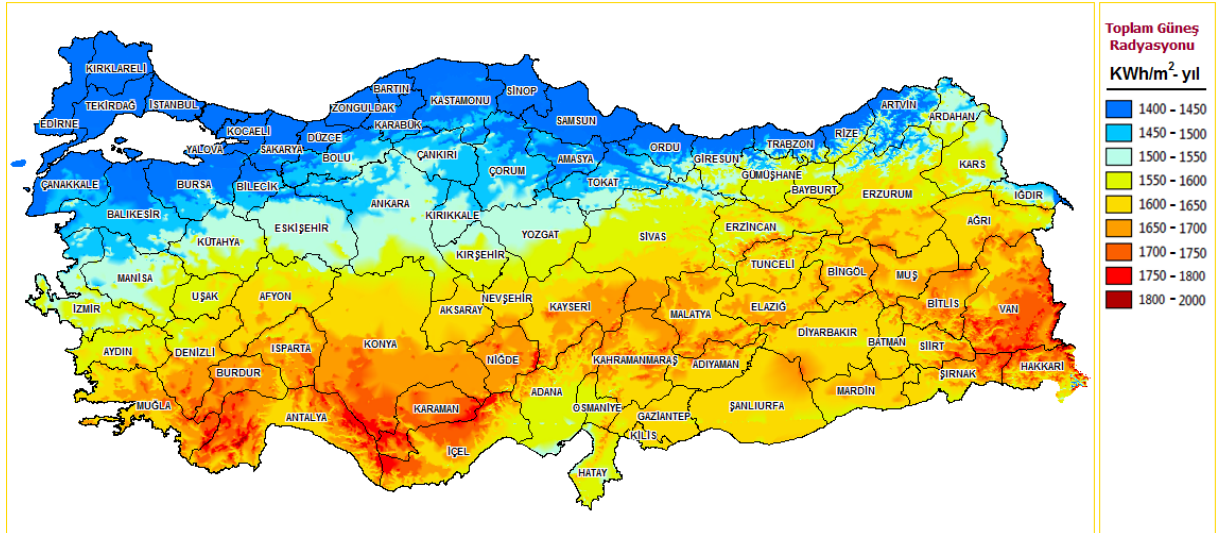 KIRKLARELİ
TEKİRDAĞ
İSTANBUL
EDİRNE
KOCAELİ
YALOVA
SAKARYA
DÜZCE
ZONGULDAK
BARTIN
KARABÜK
KASTAMONU
SİNOP
SAMSUN
ORDU
GİRESUN
TRABZON
RİZE
ARTVİN
ARDAHAN
ÇANAKKALE
BURSA
BİLECİK
BOLU
ÇANKIRI
ÇORUM
AMASYA
TOKAT
GÜMÜŞHANE
BAYBURT
ERZURUM
KARS
IĞDIR
BALIKESİR
KÜTAHYA
ESKİŞEHİR
ANKARA
KIRIKKALE
YOZGAT
SİVAS
ERZİNCAN
AĞRI
MANİSA
UŞAK
AFYON
KIRŞEHİR
NEVŞEHİR
AKSARAY
KAYSERİ
MALATYA
TUNCELİ
ELAZIĞ
BİNGÖL
MUŞ
BİTLİS
VAN
İZMİR
AYDIN
DENİZLİ
ISPARTA
BURDUR
KONYA
NİĞDE
KAHRAMANMARAŞ
ADIYAMAN
DİYARBAKIR
BATMAN
SİİRT
ŞIRNAK
HAKKARİ
MUĞLA
ANTALYA
KARAMAN
İÇEL
ADANA
OSMANİYE
GAZİANTEP
KİLİS
ŞANLIURFA
MARDİN
HATAY
Toplam Güneş
Radyasyonu
KWh/m²- yıl
1400 - 1450
1450 - 1500
1500 - 1550
1550 - 1600
1600 - 1650
1650 - 1700
1700 - 1750
1750 - 1800
1800 - 2000